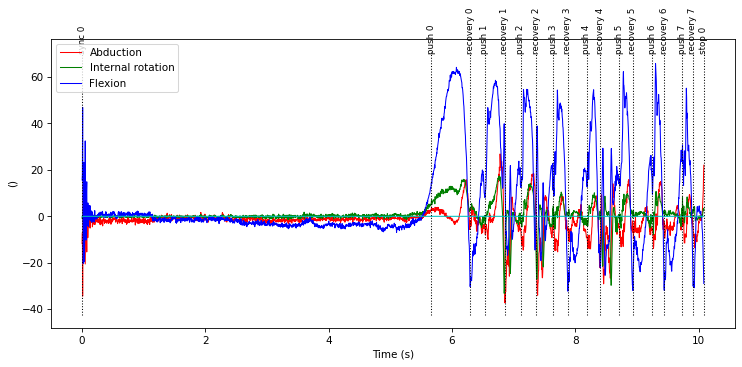 push 0
recovery 0
push 1
recovery 1
push 2
recovery 2
push 3
recovery 3
push 4
recovery 4
push 5
recovery 5
push 6
recovery 6
push 7
recovery 7
stop 0
Abduction
Internal rotation
Flexion
60
40
20
0
−20
−40
()
0
2
4
6
8
10
Time (s)